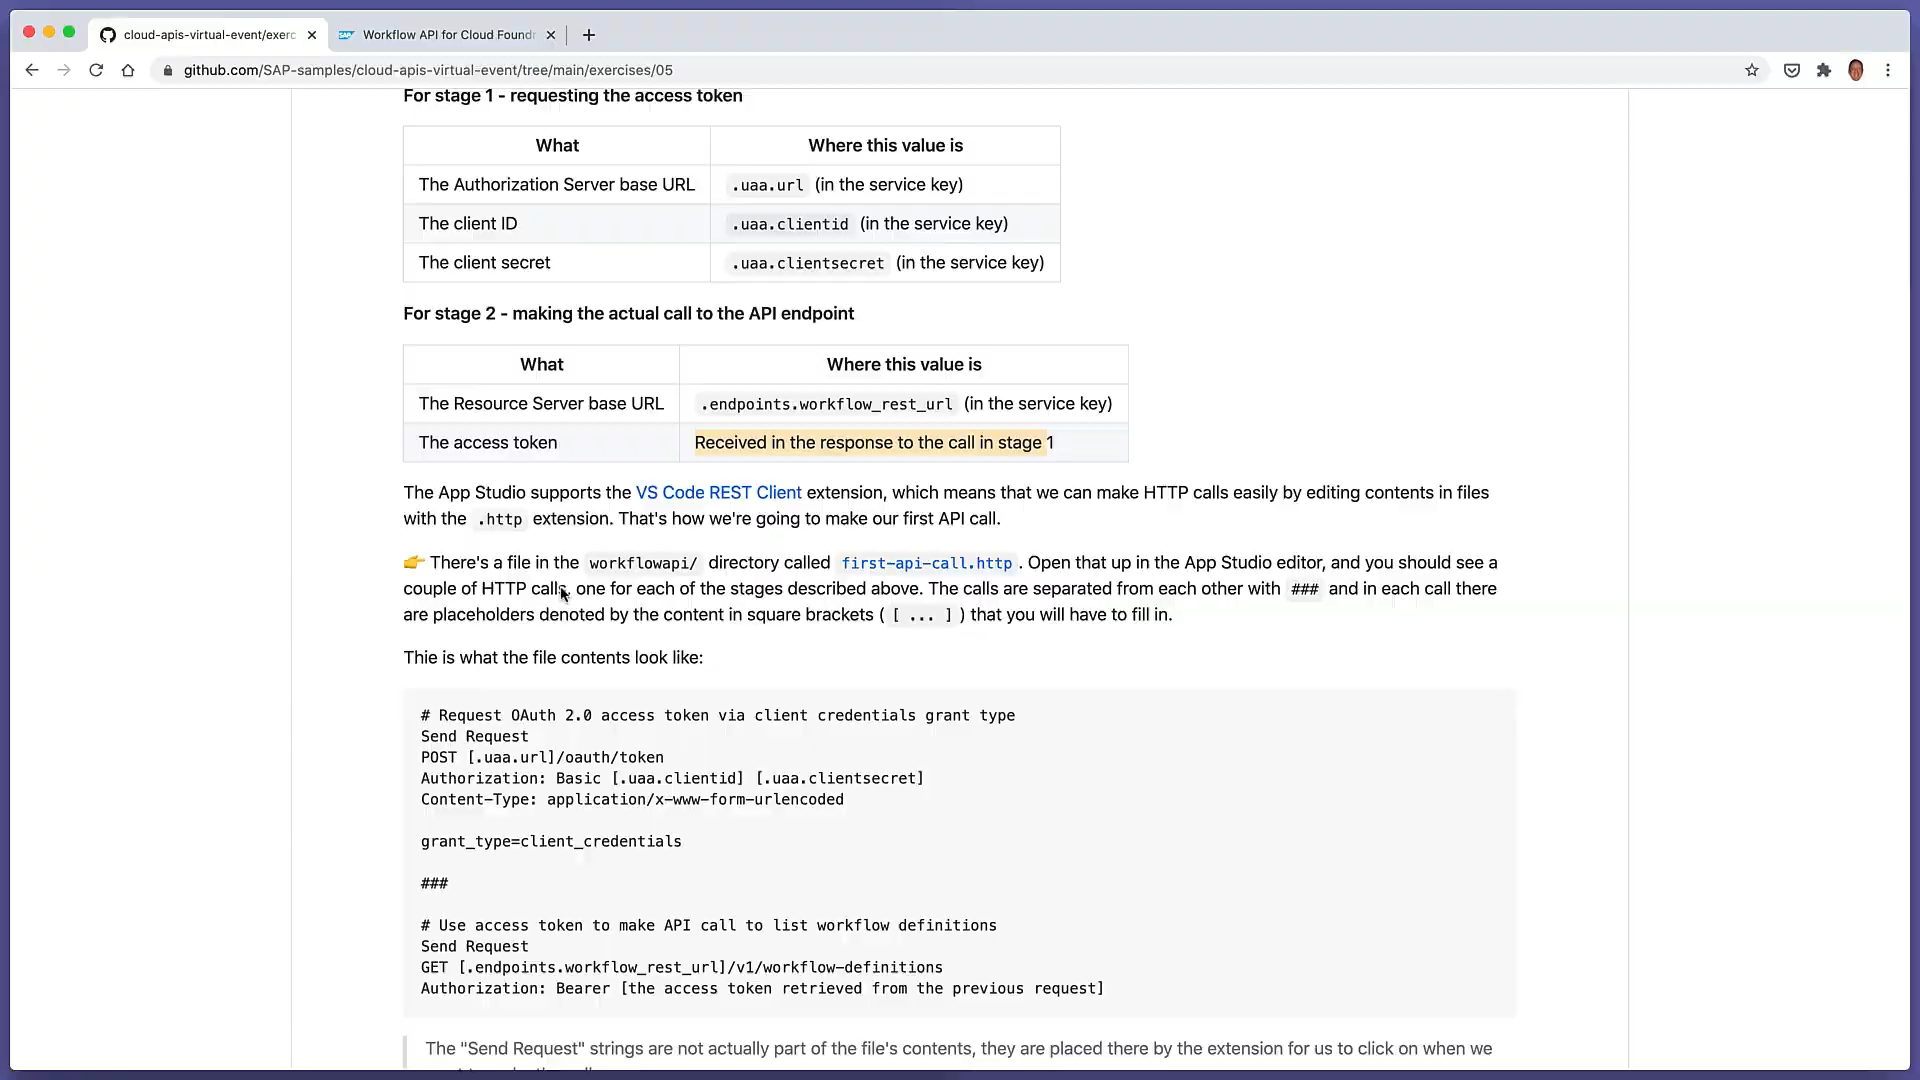 cloud-apis-virtual-event/exerc
Workflow API for Cloud Foundr
github.com/SAP-samples/cloud-apis-virtual-event/tree/main/exercises/05
For stage 1 - requesting the access token
What Where this value is
The Authorization Server base URL .uaa.url (in the service key)
The client ID .uaa.clientid (in the service key)
The client secret .uaa.clientsecret (in the service key)
For stage 2 - making the actual call to the API endpoint
What Where this value is
The Resource Server base URL .endpoints.workflow_rest_url (in the service key)
The access token Received in the response to the call in stage 1
The App Studio supports the VS Code REST Client extension, which means that we can make HTTP calls easily by editing contents in files
with the .http extension. That's how we're going to make our first API call.
👉 There's a file in the workflowapi/ directory called first-api-call.http . Open that up in the App Studio editor, and you should see a
couple of HTTP calls, one for each of the stages described above. The calls are separated from each other with ### and in each call there
are placeholders denoted by the content in square brackets ( [ ... ] ) that you will have to fill in.
Thie is what the file contents look like:
# Request OAuth 2.0 access token via client credentials grant type
Send Request
POST [.uaa.url]/oauth/token
Authorization: Basic [.uaa.clientid] [.uaa.clientsecret]
Content-Type: application/x-www-form-urlencoded
grant_type=client_credentials
###
# Use access token to make API call to list workflow definitions
Send Request
GET [.endpoints.workflow_rest_url]/v1/workflow-definitions
Authorization: Bearer [the access token retrieved from the previous request]
The "Send Request" strings are not actually part of the file's contents, they are placed there by the extension for us to click on when we